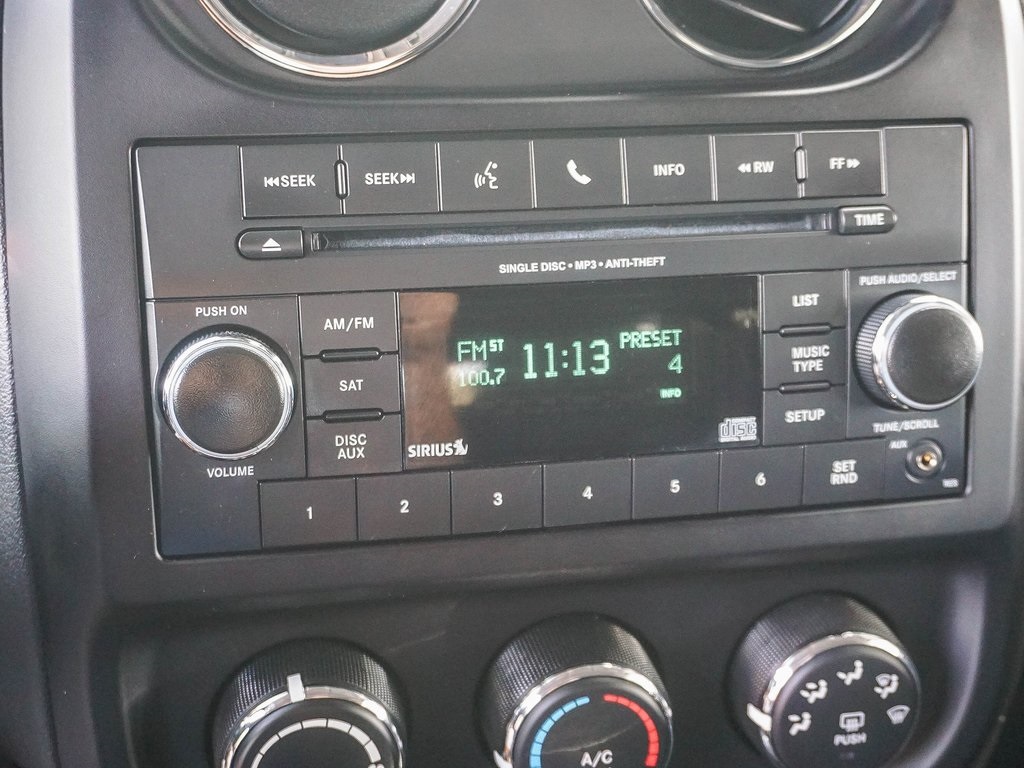 SEEK
SEEK
INFO
RW
FF
TIME
SINGLE DISC • MP3 • ANTI-THEFT
PUSH ON
VOLUME
AM/FM
SAT
DISC
AUX
FM ST
100.7
11:13
PRESET
4
INFO
SIRIUS
COMPACT
disc
LIST
MUSIC
TYPE
SETUP
PUSH AUDIO/SELECT
TUNE/SCROLL
AUX
1
2
3
4
5
6
SET
RND
A/C
PUSH